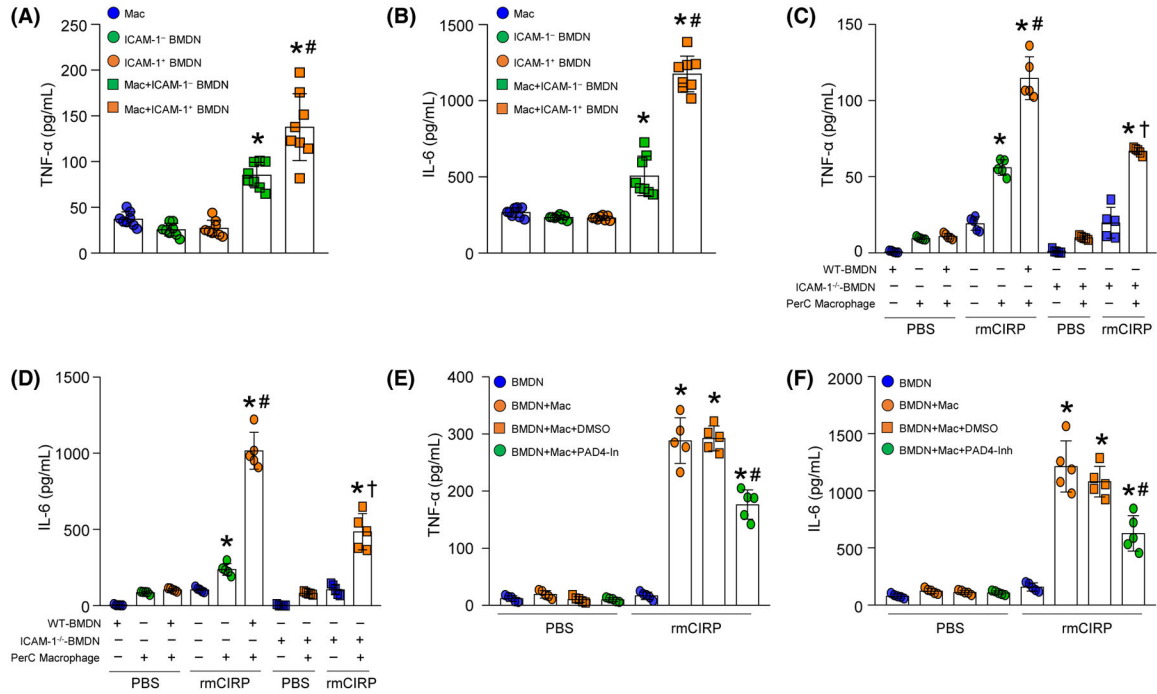 (A)
TNF-α (pg/mL)
250
200
150
100
50
0
Mac
ICAM-1⁻ BMDN
ICAM-1⁺ BMDN
Mac+ICAM-1⁻ BMDN
Mac+ICAM-1⁺ BMDN
*
*#
(B)
IL-6 (pg/mL)
1500
1000
500
0
Mac
ICAM-1⁻ BMDN
ICAM-1⁺ BMDN
Mac+ICAM-1⁻ BMDN
Mac+ICAM-1⁺ BMDN
*
*#
(C)
TNF-α (pg/mL)
150
100
50
0
*
*#
*†
WT-BMDN + − + − − + − − − −
ICAM-1⁻/⁻-BMDN − − − − − − + + + +
PerC Macrophage − + + − + + − + − +
PBS rmCIRP PBS rmCIRP
(D)
IL-6 (pg/mL)
1500
1000
500
0
*
*#
*†
WT-BMDN + − + − − + − − − −
ICAM-1⁻/⁻-BMDN − − − − − − + + + +
PerC Macrophage − + + − + + − + − +
PBS rmCIRP PBS rmCIRP
(E)
TNF-α (pg/mL)
400
300
200
100
0
BMDN
BMDN+Mac
BMDN+Mac+DMSO
BMDN+Mac+PAD4-In
*
*
*#
PBS rmCIRP
(F)
IL-6 (pg/mL)
2000
1500
1000
500
0
BMDN
BMDN+Mac
BMDN+Mac+DMSO
BMDN+Mac+PAD4-Inh
*
*
*#
PBS rmCIRP